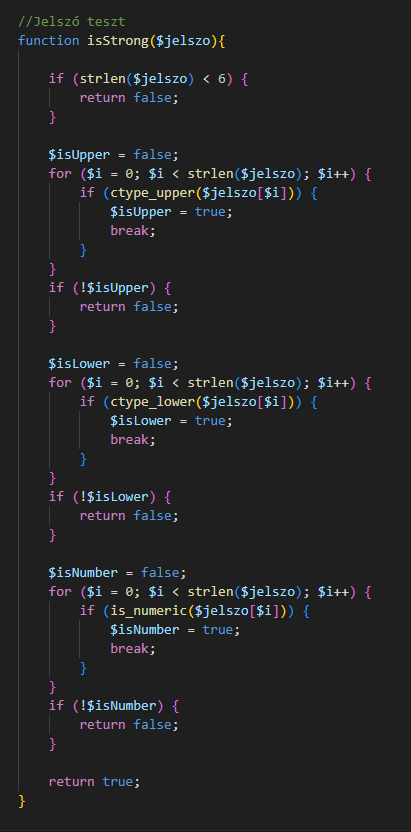 //Jelszó teszt
function isStrong($jelszo){
if (strlen($jelszo) < 6) {
return false;
}
$isUpper = false;
for ($i = 0; $i < strlen($jelszo); $i++) {
if (ctype_upper($jelszo[$i])) {
$isUpper = true;
break;
}
}
if (!$isUpper) {
return false;
}
$isLower = false;
for ($i = 0; $i < strlen($jelszo); $i++) {
if (ctype_lower($jelszo[$i])) {
$isLower = true;
break;
}
}
if (!$isLower) {
return false;
}
$isNumber = false;
for ($i = 0; $i < strlen($jelszo); $i++) {
if (is_numeric($jelszo[$i])) {
$isNumber = true;
break;
}
}
if (!$isNumber) {
return false;
}
return true;
}